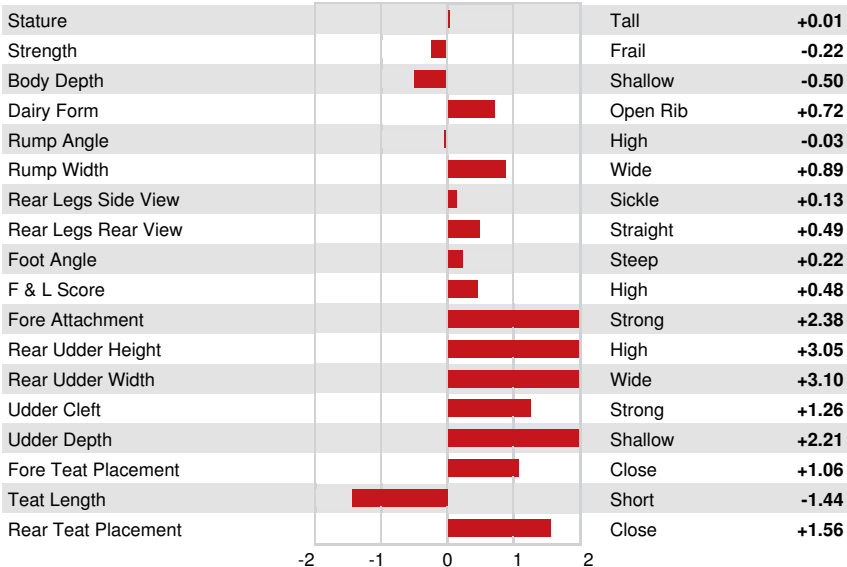 Stature Tall +0.01
Strength Frail -0.22
Body Depth Shallow -0.50
Dairy Form Open Rib +0.72
Rump Angle High -0.03
Rump Width Wide +0.89
Rear Legs Side View Sickle +0.13
Rear Legs Rear View Straight +0.49
Foot Angle Steep +0.22
F & L Score High +0.48
Fore Attachment Strong +2.38
Rear Udder Height High +3.05
Rear Udder Width Wide +3.10
Udder Cleft Strong +1.26
Udder Depth Shallow +2.21
Fore Teat Placement Close +1.06
Teat Length Short -1.44
Rear Teat Placement Close +1.56
-2 -1 0 1 2